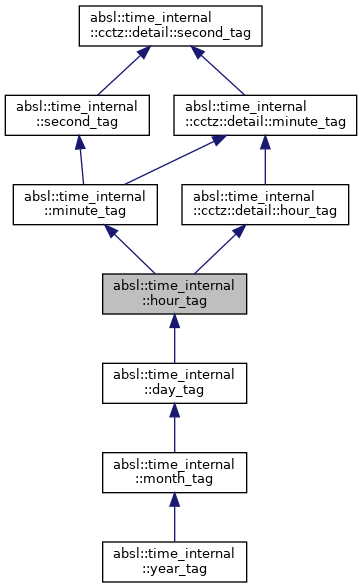 absl::time_internal
::cctz::detail::second_tag
absl::time_internal
::second_tag
absl::time_internal
::cctz::detail::minute_tag
absl::time_internal
::minute_tag
absl::time_internal
::cctz::detail::hour_tag
absl::time_internal
::hour_tag
absl::time_internal
::day_tag
absl::time_internal
::month_tag
absl::time_internal
::year_tag